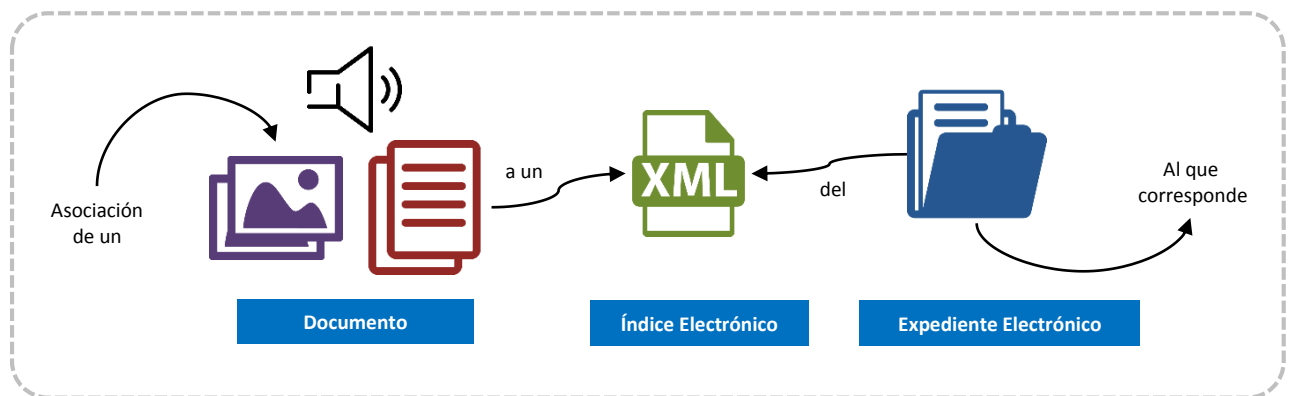 Asociación
de un
a un
XML
del
Al que
corresponde
Documento
Índice Electrónico
Expediente Electrónico